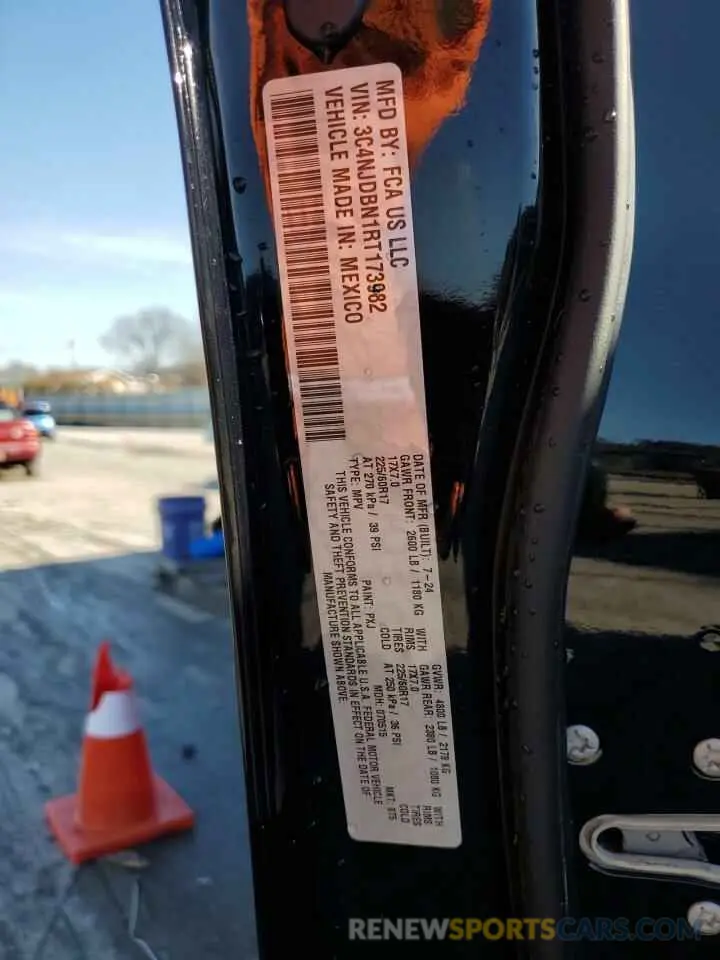 MFD BY: FCA US LLC
VIN: 3C4NJDBN1RT173982
VEHICLE MADE IN: MEXICO
DATE OF MFR (BUILT): 7-24 GVWR: 4800 LB / 2179 KG
GAWR FRONT: 2600 LB / 1180 KG WITH GAWR REAR: 2380 LB / 1080 KG WITH
17X7.0 RIMS 17X7.0 RIMS
225/60R17 TIRES 225/60R17 TIRES
AT 270 kPa / 39 PSI COLD AT 250 kPa / 36 PSI COLD
TYPE: MPV PAINT: PXJ MDH: 070515 MKT:
THIS VEHICLE CONFORMS TO ALL APPLICABLE U.S.A. FEDERAL MOTOR VEHICLE
SAFETY AND THEFT PREVENTION STANDARDS IN EFFECT ON THE DATE OF
MANUFACTURE SHOWN ABOVE.
RENEWSPORTSCARS.COM